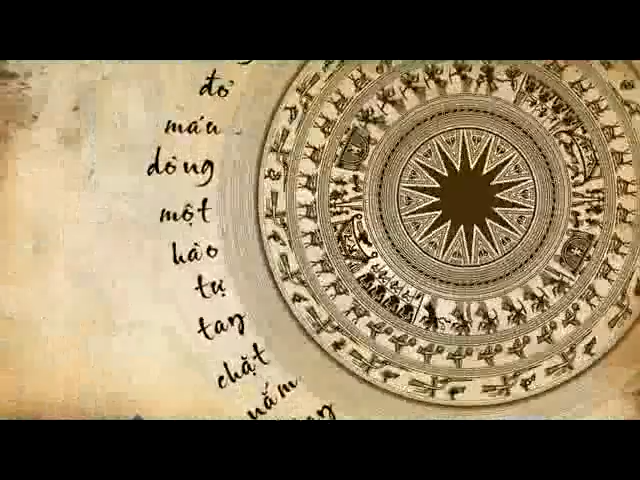 đỏ
máu
dòng
một
hào
tự
tay
chặt
nắm